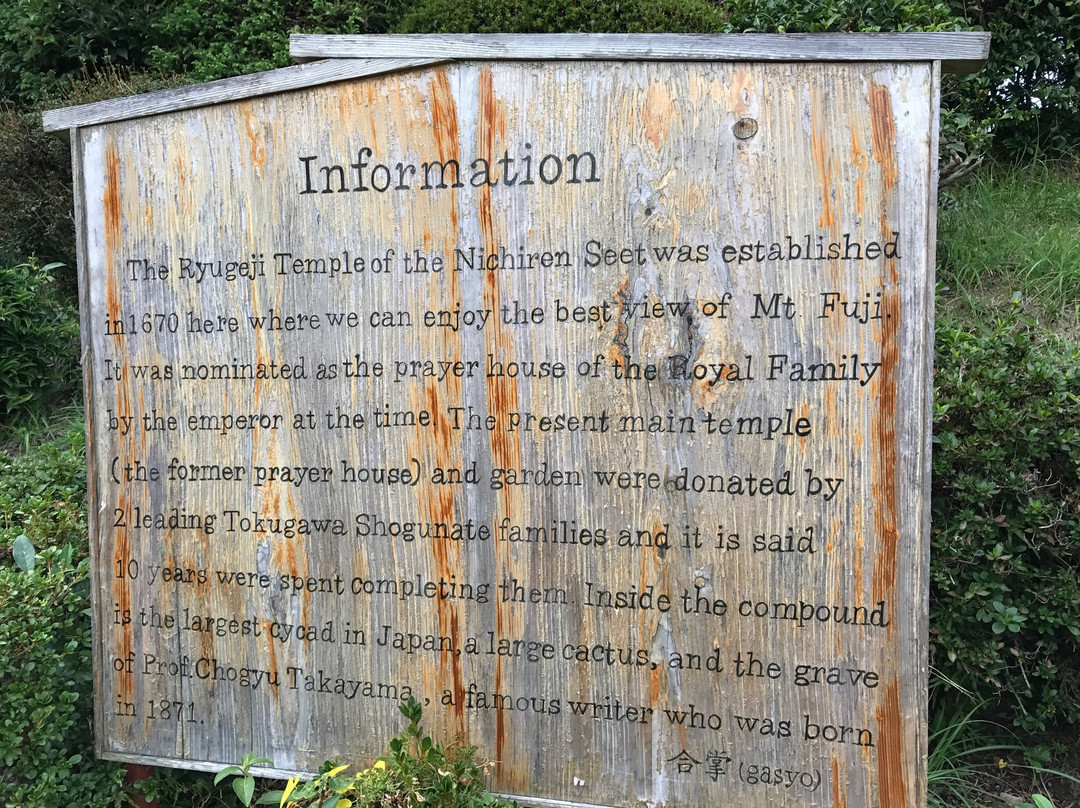 Information
The Ryugeji Temple of the Nichiren Seet was established
in 1670 here where we can enjoy the best view of Mt. Fuji.
It was nominated as the prayer house of the Royal Family
by the emperor at the time. The present main temple
(the former prayer house) and garden were donated by
2 leading Tokugawa Shogunate families and it is said
10 years were spent completing them. Inside the compound
is the largest cycad in Japan, a large cactus, and the grave
of Prof. Chogyu Takayama, a famous writer who was born
in 1871.
合掌 (gasyo)